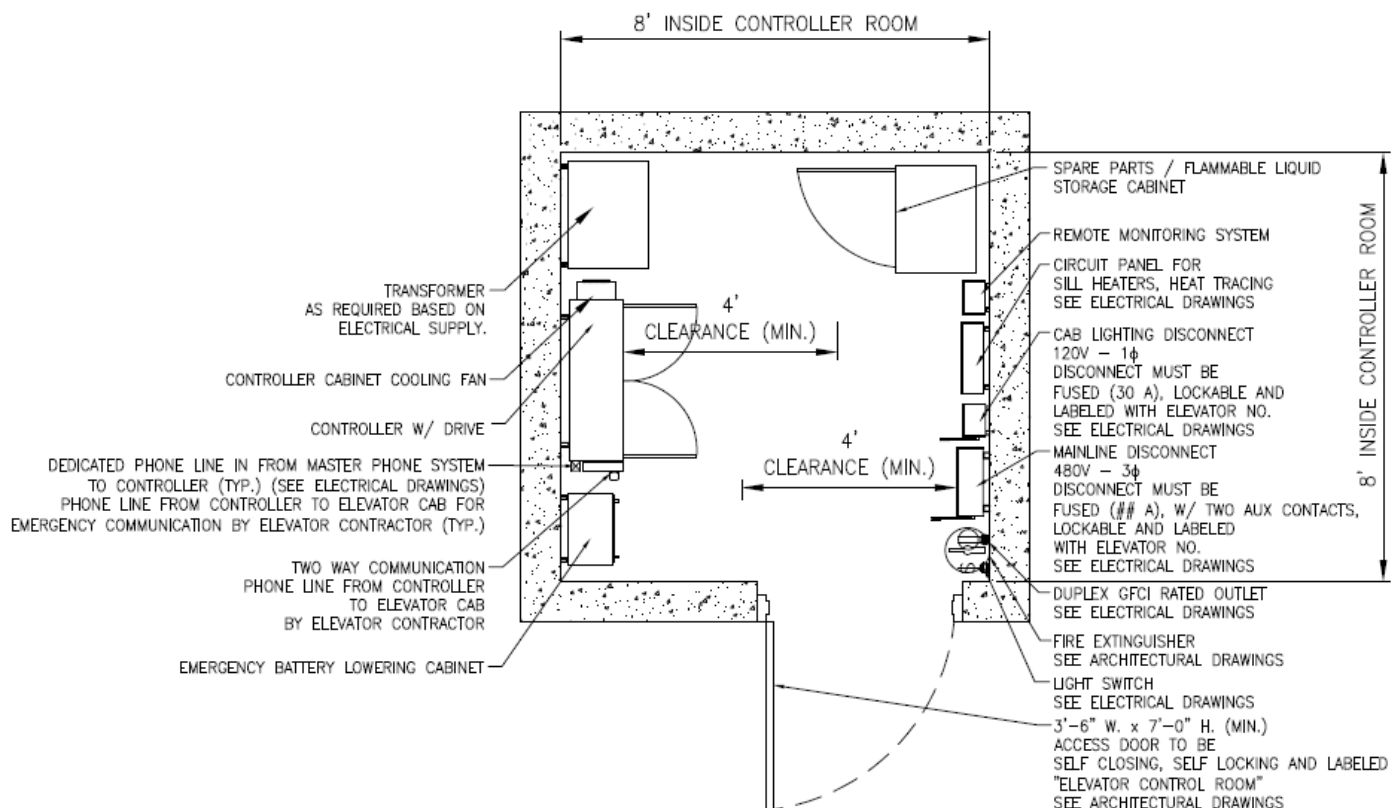 8' INSIDE CONTROLLER ROOM
TRANSFORMER
AS REQUIRED BASED ON
ELECTRICAL SUPPLY.
CONTROLLER CABINET COOLING FAN
CONTROLLER W/ DRIVE
DEDICATED PHONE LINE IN FROM MASTER PHONE SYSTEM
TO CONTROLLER (TYP.) (SEE ELECTRICAL DRAWINGS)
PHONE LINE FROM CONTROLLER TO ELEVATOR CAB FOR
EMERGENCY COMMUNICATION BY ELEVATOR CONTRACTOR (TYP.)
TWO WAY COMMUNICATION
PHONE LINE FROM CONTROLLER
TO ELEVATOR CAB
BY ELEVATOR CONTRACTOR
EMERGENCY BATTERY LOWERING CABINET
4'
CLEARANCE (MIN.)
4'
CLEARANCE (MIN.)
SPARE PARTS / FLAMMABLE LIQUID
STORAGE CABINET
REMOTE MONITORING SYSTEM
CIRCUIT PANEL FOR
SILL HEATERS, HEAT TRACING
SEE ELECTRICAL DRAWINGS
CAB LIGHTING DISCONNECT
120V – 1ϕ
DISCONNECT MUST BE
FUSED (30 A), LOCKABLE AND
LABELED WITH ELEVATOR NO.
SEE ELECTRICAL DRAWINGS
MAINLINE DISCONNECT
480V – 3ϕ
DISCONNECT MUST BE
FUSED (## A), W/ TWO AUX CONTACTS,
LOCKABLE AND LABELED
WITH ELEVATOR NO.
SEE ELECTRICAL DRAWINGS
DUPLEX GFCI RATED OUTLET
SEE ELECTRICAL DRAWINGS
FIRE EXTINGUISHER
SEE ARCHITECTURAL DRAWINGS
LIGHT SWITCH
SEE ELECTRICAL DRAWINGS
3'-6" W. x 7'-0" H. (MIN.)
ACCESS DOOR TO BE
SELF CLOSING, SELF LOCKING AND LABELED
"ELEVATOR CONTROL ROOM"
SEE ARCHITECTURAL DRAWINGS
8' INSIDE CONTROLLER ROOM